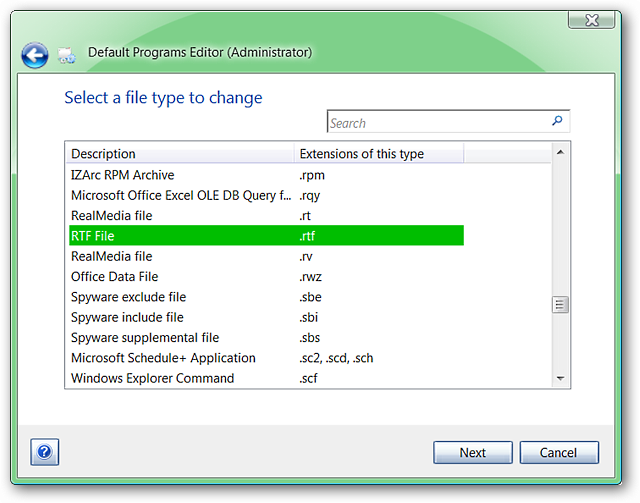 Default Programs Editor (Administrator)
Select a file type to change
Search
Description Extensions of this type
IZArc RPM Archive .rpm
Microsoft Office Excel OLE DB Query f... .rqy
RealMedia file .rt
RTF File .rtf
RealMedia file .rv
Office Data File .rwz
Spyware exclude file .sbe
Spyware include file .sbi
Spyware supplemental file .sbs
Microsoft Schedule+ Application .sc2, .scd, .sch
Windows Explorer Command .scf
? Next Cancel